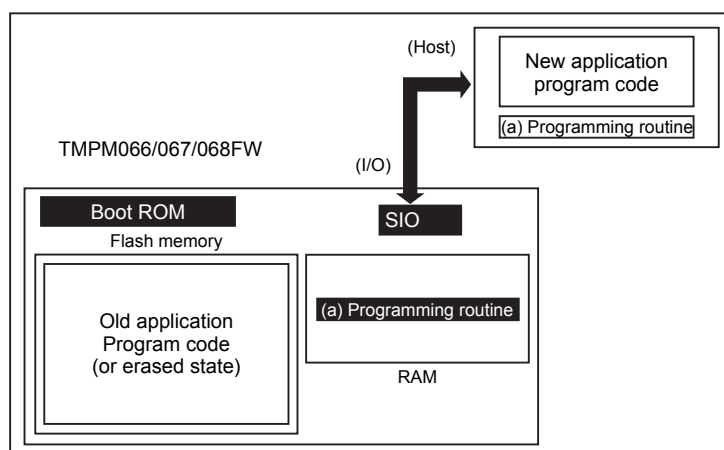 (Host)
New application
program code
(a) Programming routine
TMPM066/067/068FW
(I/O)
Boot ROM
SIO
Flash memory
Old application
Program code
(or erased state)
(a) Programming routine
RAM